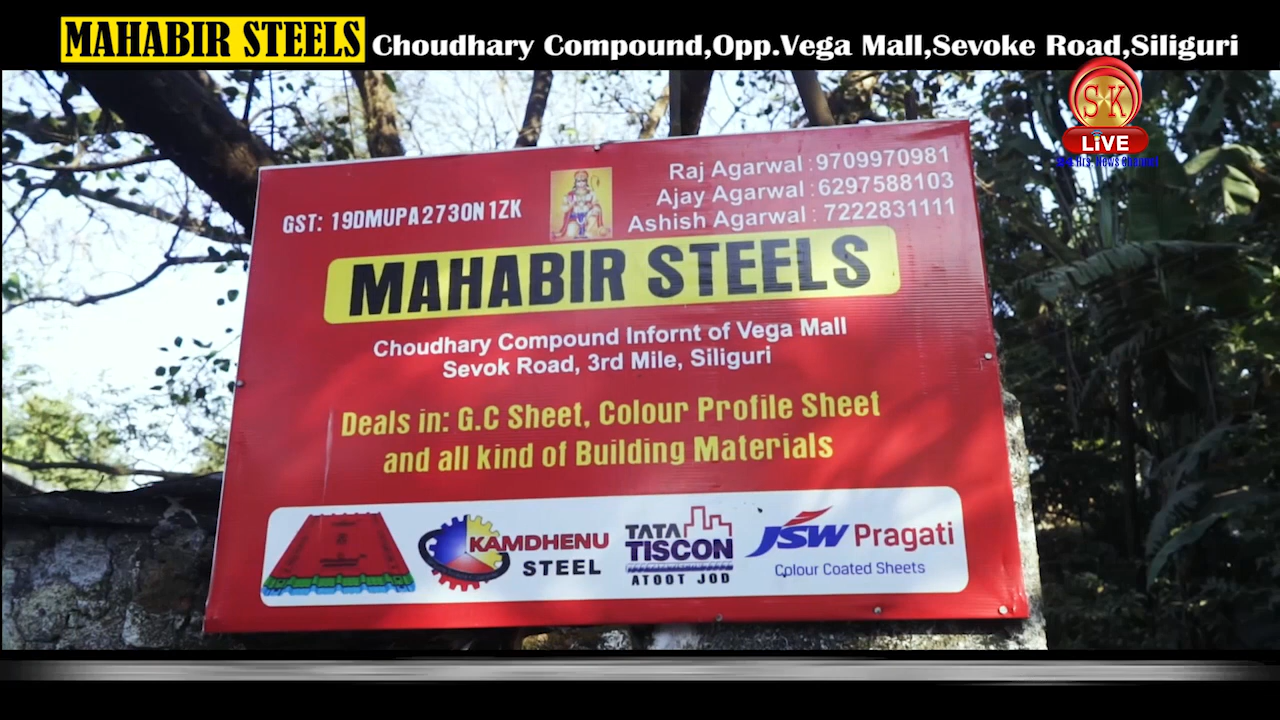 MAHABIR STEELS Choudhary Compound,Opp.Vega Mall,Sevoke Road,Siliguri
S K
LiVE
GST: 19DMUPA2730N1ZK
Raj Agarwal : 9709970981
Ajay Agarwal : 6297588103
Ashish Agarwal : 7222831111
MAHABIR STEELS
Choudhary Compound Infornt of Vega Mall
Sevok Road, 3rd Mile, Siliguri
Deals in: G.C Sheet, Colour Profile Sheet
and all kind of Building Materials
KAMDHENU
STEEL
TATA
TISCON
ATOOT JOD
JSW Pragati
Colour Coated Sheets